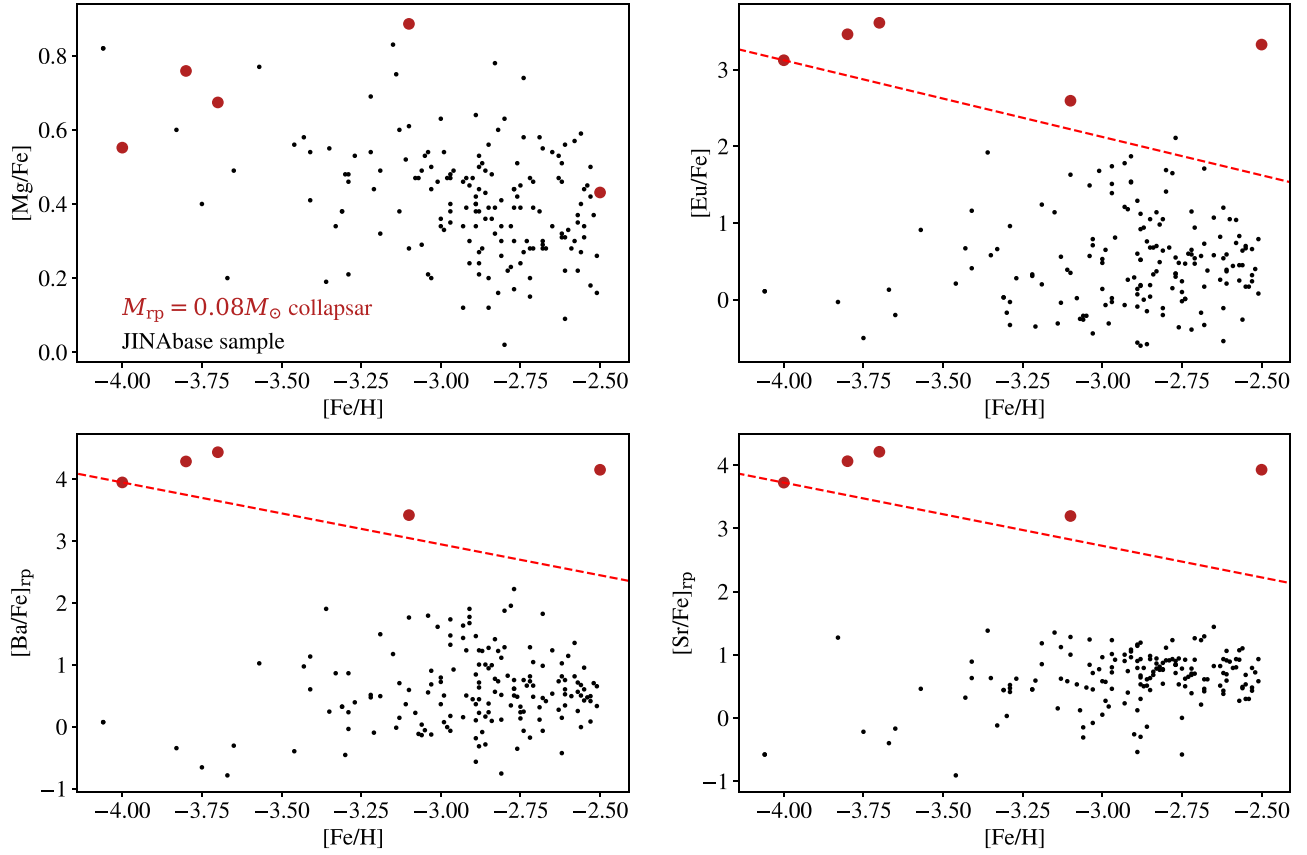 0.8
0.6
0.4
0.2
0.0
[Mg/Fe]
M_rp = 0.08M_⊙ collapsar
JINAbase sample
−4.00 −3.75 −3.50 −3.25 −3.00 −2.75 −2.50
[Fe/H]
3
2
1
0
[Eu/Fe]
−4.00 −3.75 −3.50 −3.25 −3.00 −2.75 −2.50
[Fe/H]
4
3
2
1
0
−1
[Ba/Fe]_rp
−4.00 −3.75 −3.50 −3.25 −3.00 −2.75 −2.50
[Fe/H]
4
3
2
1
0
−1
[Sr/Fe]_rp
−4.00 −3.75 −3.50 −3.25 −3.00 −2.75 −2.50
[Fe/H]